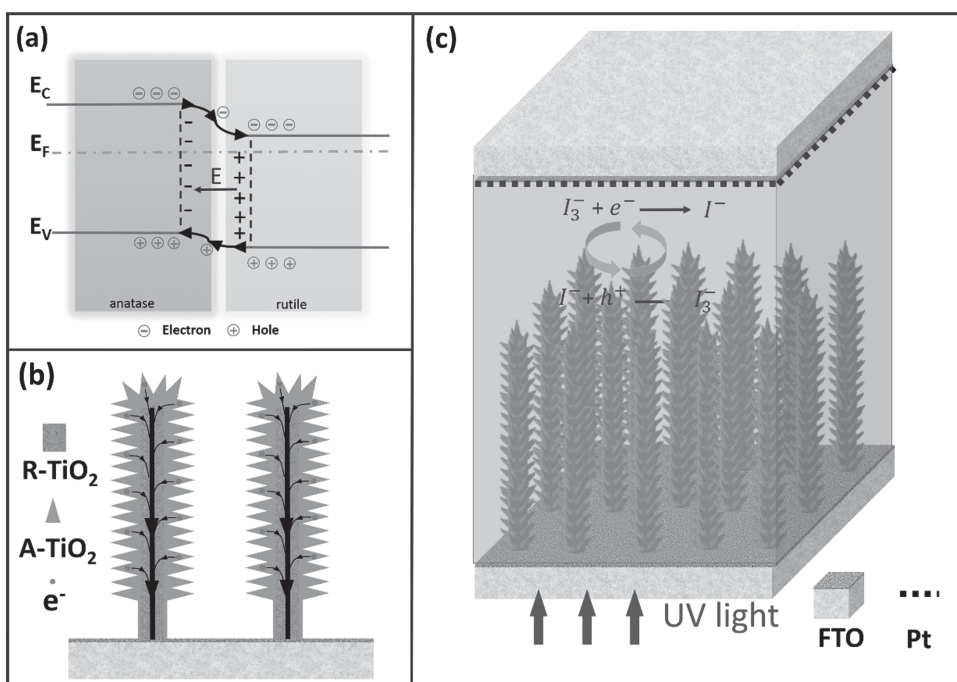 (a)
E_C
E_F
E
E_V
anatase
rutile
⊖ Electron ⊕ Hole
(b)
R-TiO₂
A-TiO₂
e⁻
(c)
I₃⁻ + e⁻ ⟶ I⁻
I⁻ + h⁺ — I₃⁻
UV light
FTO
Pt